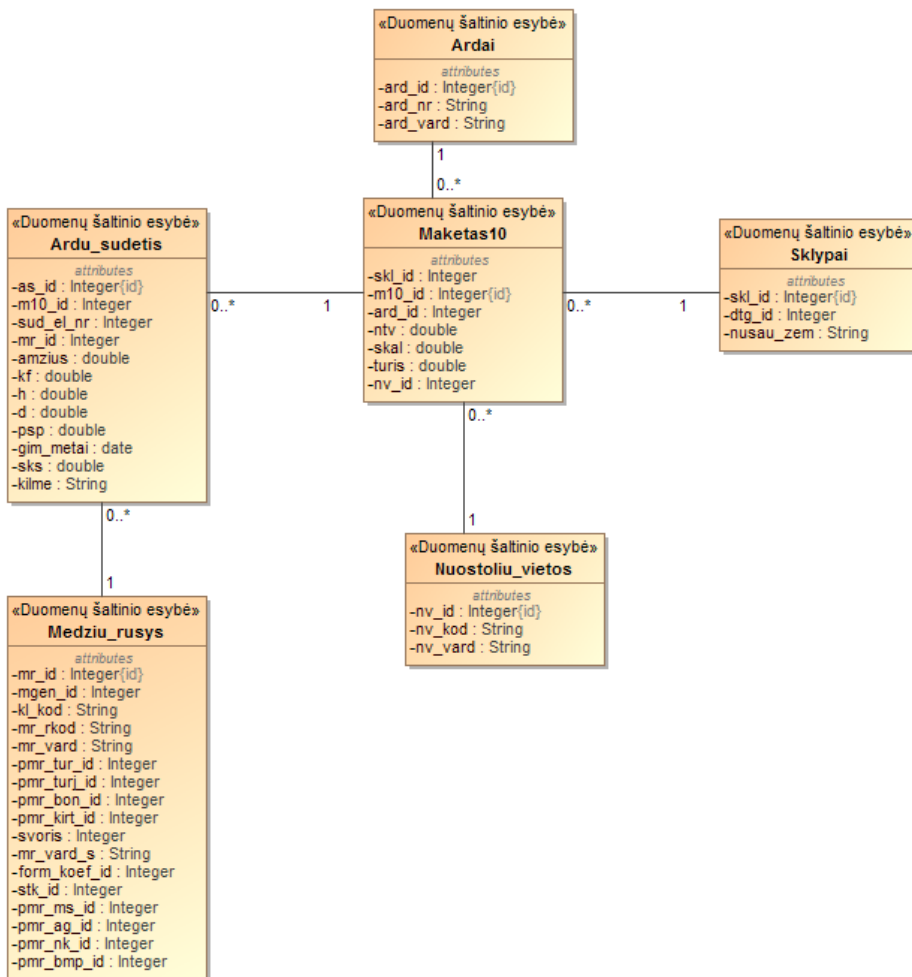 «Duomenų šaltinio esybė»
Ardai
attributes
-ard_id : Integer{id}
-ard_nr : String
-ard_vard : String
1
0..*
«Duomenų šaltinio esybė»
Ardu_sudetis
attributes
-as_id : Integer{id}
-m10_id : Integer
-sud_el_nr : Integer
-mr_id : Integer
-amzius : double
-kf : double
-h : double
-d : double
-psp : double
-gim_metai : date
-sks : double
-kilme : String
0..*
1
«Duomenų šaltinio esybė»
Maketas10
attributes
-skl_id : Integer
-m10_id : Integer{id}
-ard_id : Integer
-ntv : double
-skal : double
-turis : double
-nv_id : Integer
0..*
1
«Duomenų šaltinio esybė»
Sklypai
attributes
-skl_id : Integer{id}
-dtg_id : Integer
-nusau_zem : String
0..*
1
0..*
1
«Duomenų šaltinio esybė»
Nuostoliu_vietos
attributes
-nv_id : Integer{id}
-nv_kod : String
-nv_vard : String
«Duomenų šaltinio esybė»
Medziu_rusys
attributes
-mr_id : Integer{id}
-mgen_id : Integer
-kl_kod : String
-mr_rkod : String
-mr_vard : String
-pmr_tur_id : Integer
-pmr_turj_id : Integer
-pmr_bon_id : Integer
-pmr_kirt_id : Integer
-svoris : Integer
-mr_vard_s : String
-form_koef_id : Integer
-stk_id : Integer
-pmr_ms_id : Integer
-pmr_ag_id : Integer
-pmr_nk_id : Integer
-pmr_bmp_id : Integer